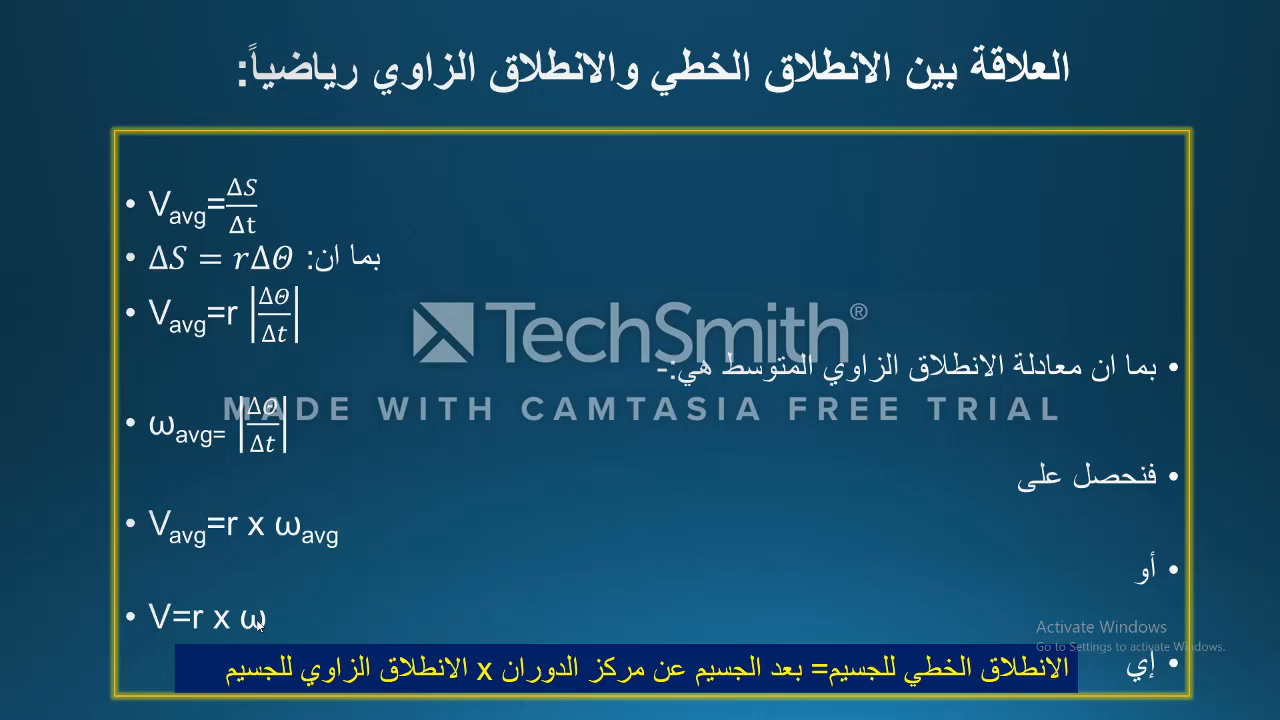 العلاقة بين الانطلاق الخطي والانطلاق الزاوي رياضياً:
• Vavg=ΔS/Δt
• ΔS = rΔΘ :بما ان
• Vavg=r |ΔΘ/Δt|
• بما ان معادلة الانطلاق الزاوي المتوسط هي:-
• ωavg= |ΔΘ/Δt|
• فنحصل على
• Vavg=r x ωavg
• أو
• V=r x ω
• إي
الانطلاق الخطي للجسيم= بعد الجسيم عن مركز الدوران x الانطلاق الزاوي للجسيم
TechSmith®
MADE WITH CAMTASIA FREE TRIAL
Activate Windows
Go to Settings to activate Windows.